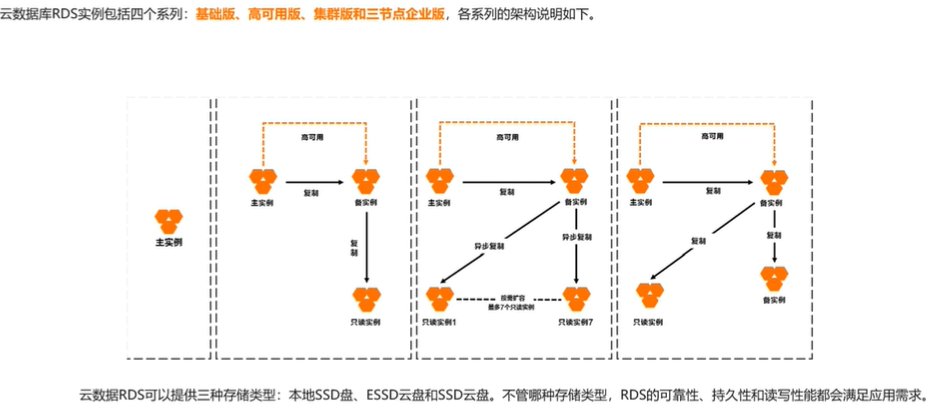 云数据库RDS实例包括四个系列：基础版、高可用版、集群版和三节点企业版，各系列的架构说明如下。
主实例
高可用
主实例
复制
备实例
复制
只读实例
高可用
主实例
复制
备实例
异步复制
异步复制
只读实例1
按需扩容
最多7个只读实例
只读实例7
高可用
主实例
复制
备实例
复制
复制
只读实例
备实例
云数据RDS可以提供三种存储类型：本地SSD盘、ESSD云盘和SSD云盘。不管哪种存储类型，RDS的可靠性、持久性和读写性能都会满足应用需求。